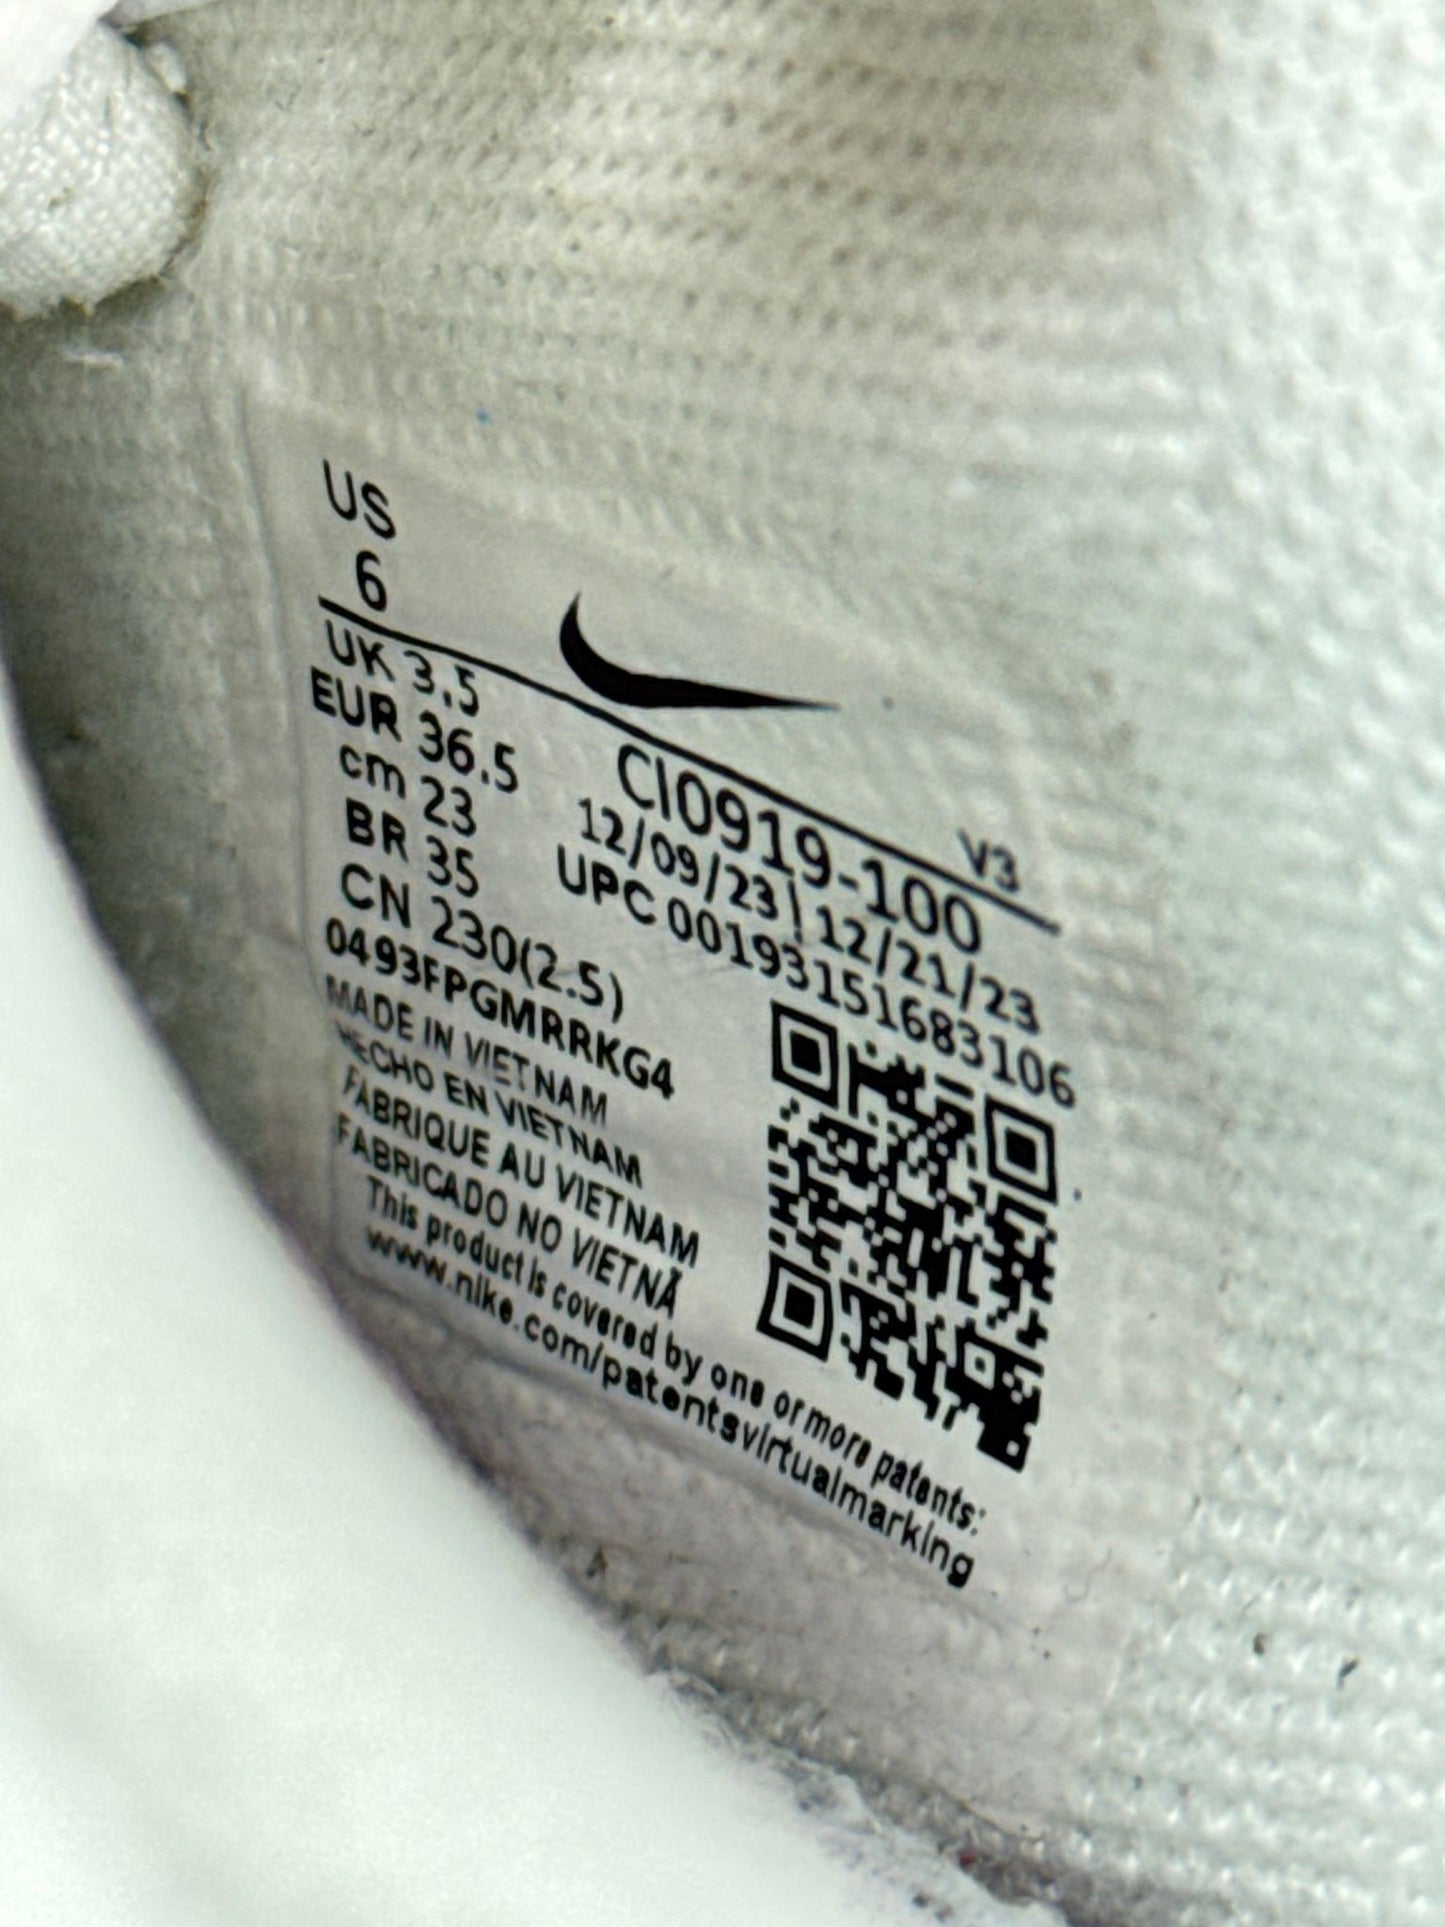 US
6
UK 3.5
EUR 36.5
cm 23
BR 35
CN 230(2.5)
V3
CI0919-100
12/09/23 | 12/21/23
UPC 00193151683106
0493FPGMRRKG4
MADE IN VIETNAM
HECHO EN VIETNAM
FABRIQUE AU VIETNAM
FABRICADO NO VIETNÃ
This product is covered by one or more patents:
www.nike.com/patentsvirtualmarking